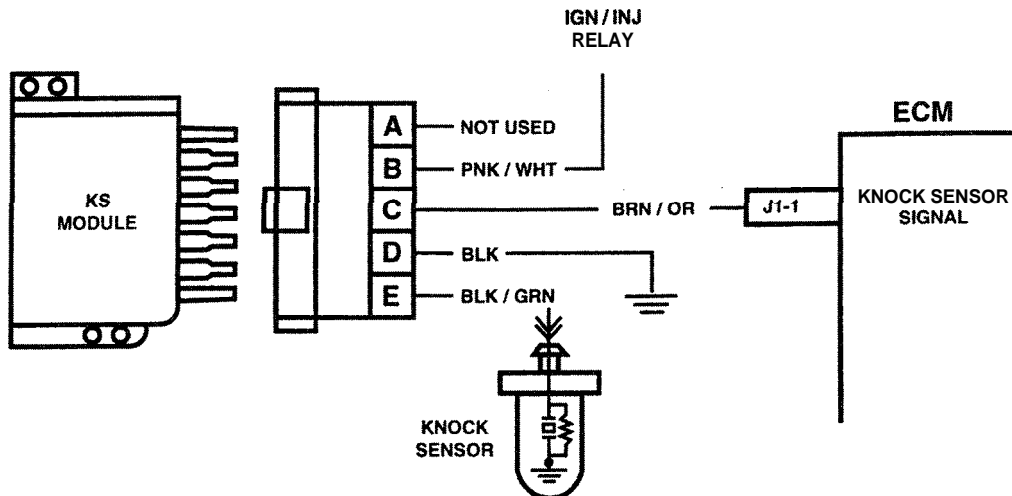 IGN / INJ
RELAY
ECM
KS
MODULE
A
NOT USED
B
PNK / WHT
C
BRN / OR
J1-1
KNOCK SENSOR
SIGNAL
D
BLK
E
BLK / GRN
KNOCK
SENSOR